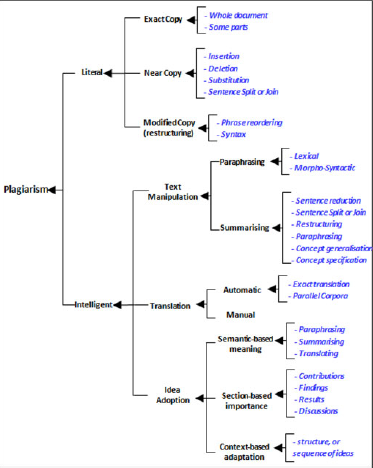 Exact Copy
- Whole document
- Some parts
Literal
Near Copy
- Insertion
- Deletion
- Substitution
- Sentence Split or Join
Modified Copy
(restructuring)
- Phrase reordering
- Syntax
Plagiarism
Text
Manipulation
Paraphrasing
- Lexical
- Morpho-Syntactic
Summarising
- Sentence reduction
- Sentence Split or Join
- Restructuring
- Paraphrasing
- Concept generalisation
- Concept specification
Intelligent
Translation
Automatic
- Exact translation
- Parallel Corpora
Manual
Idea
Adoption
Semantic-based
meaning
- Paraphrasing
- Summarising
- Translating
Section-based
importance
- Contributions
- Findings
- Results
- Discussions
Context-based
adaptation
- structure, or
sequence of ideas